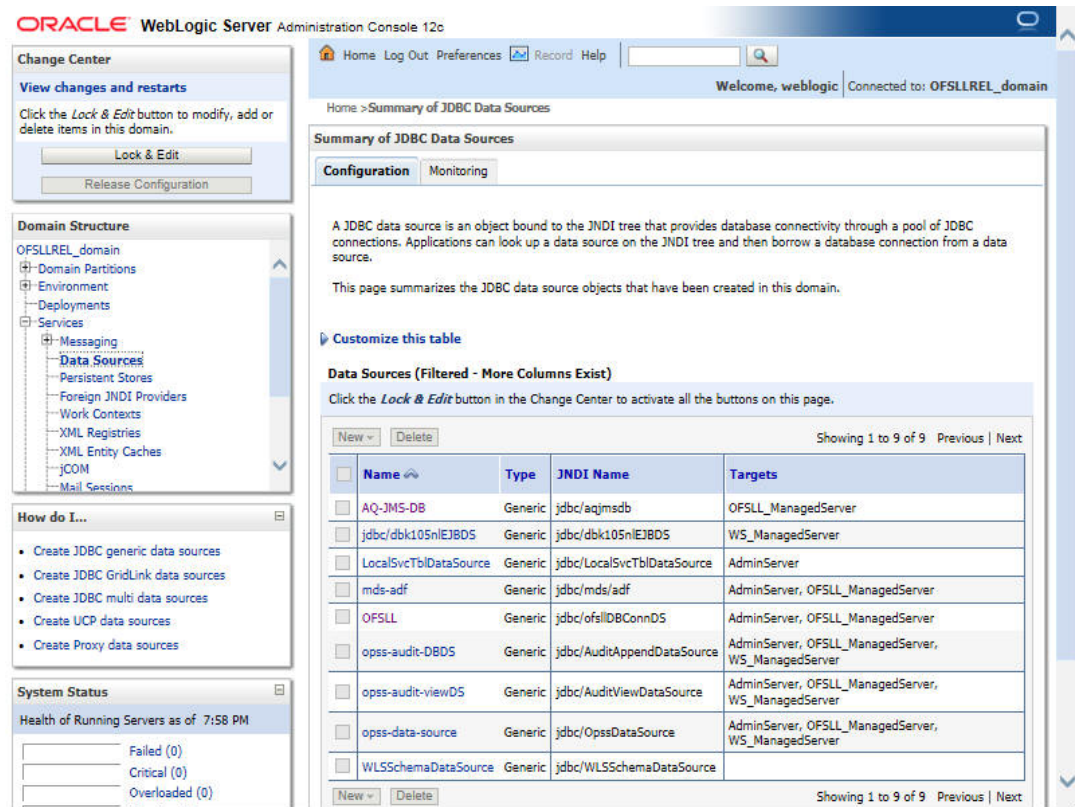 ORACLE WebLogic Server Administration Console 12c
Change Center
View changes and restarts
Click the Lock & Edit button to modify, add or
delete items in this domain.
Lock & Edit
Release Configuration
Domain Structure
OFSLLREL_domain
Domain Partitions
Environment
Deployments
Services
Messaging
Data Sources
Persistent Stores
Foreign JNDI Providers
Work Contexts
XML Registries
XML Entity Caches
jCOM
Mail Sessions
How do I...
Create JDBC generic data sources
Create JDBC GridLink data sources
Create JDBC multi data sources
Create UCP data sources
Create Proxy data sources
System Status
Health of Running Servers as of 7:58 PM
Failed (0)
Critical (0)
Overloaded (0)
Home Log Out Preferences Record Help
Welcome, weblogic Connected to: OFSLLREL_domain
Home >Summary of JDBC Data Sources
Summary of JDBC Data Sources
Configuration Monitoring
A JDBC data source is an object bound to the JNDI tree that provides database connectivity through a pool of JDBC
connections. Applications can look up a data source on the JNDI tree and then borrow a database connection from a data
source.
This page summarizes the JDBC data source objects that have been created in this domain.
Customize this table
Data Sources (Filtered - More Columns Exist)
Click the Lock & Edit button in the Change Center to activate all the buttons on this page.
New Delete Showing 1 to 9 of 9 Previous | Next
Name Type JNDI Name Targets
AQ-JMS-DB Generic jdbc/aqjmsdb OFSLL_ManagedServer
jdbc/dbk105nlEJBDS Generic jdbc/dbk105nlEJBDS WS_ManagedServer
LocalSvcTblDataSource Generic jdbc/LocalSvcTblDataSource AdminServer
mds-adf Generic jdbc/mds/adf AdminServer, OFSLL_ManagedServer
OFSLL Generic jdbc/ofsllDBConnDS AdminServer, OFSLL_ManagedServer
opss-audit-DBDS Generic jdbc/AuditAppendDataSource AdminServer, OFSLL_ManagedServer,
WS_ManagedServer
opss-audit-viewDS Generic jdbc/AuditViewDataSource AdminServer, OFSLL_ManagedServer,
WS_ManagedServer
opss-data-source Generic jdbc/OpssDataSource AdminServer, OFSLL_ManagedServer,
WS_ManagedServer
WLSSchemaDataSource Generic jdbc/WLSSchemaDataSource
New Delete Showing 1 to 9 of 9 Previous | Next